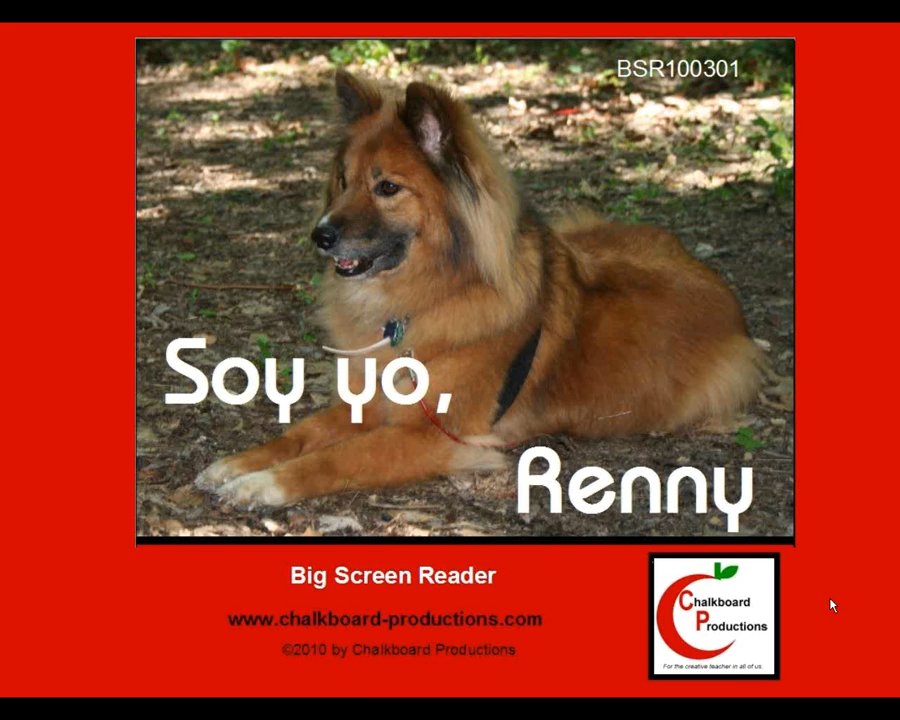 BSR100301
Soy yo,
Renny
Big Screen Reader
www.chalkboard-productions.com
©2010 by Chalkboard Productions
Chalkboard
Productions
For the creative teacher in all of us.